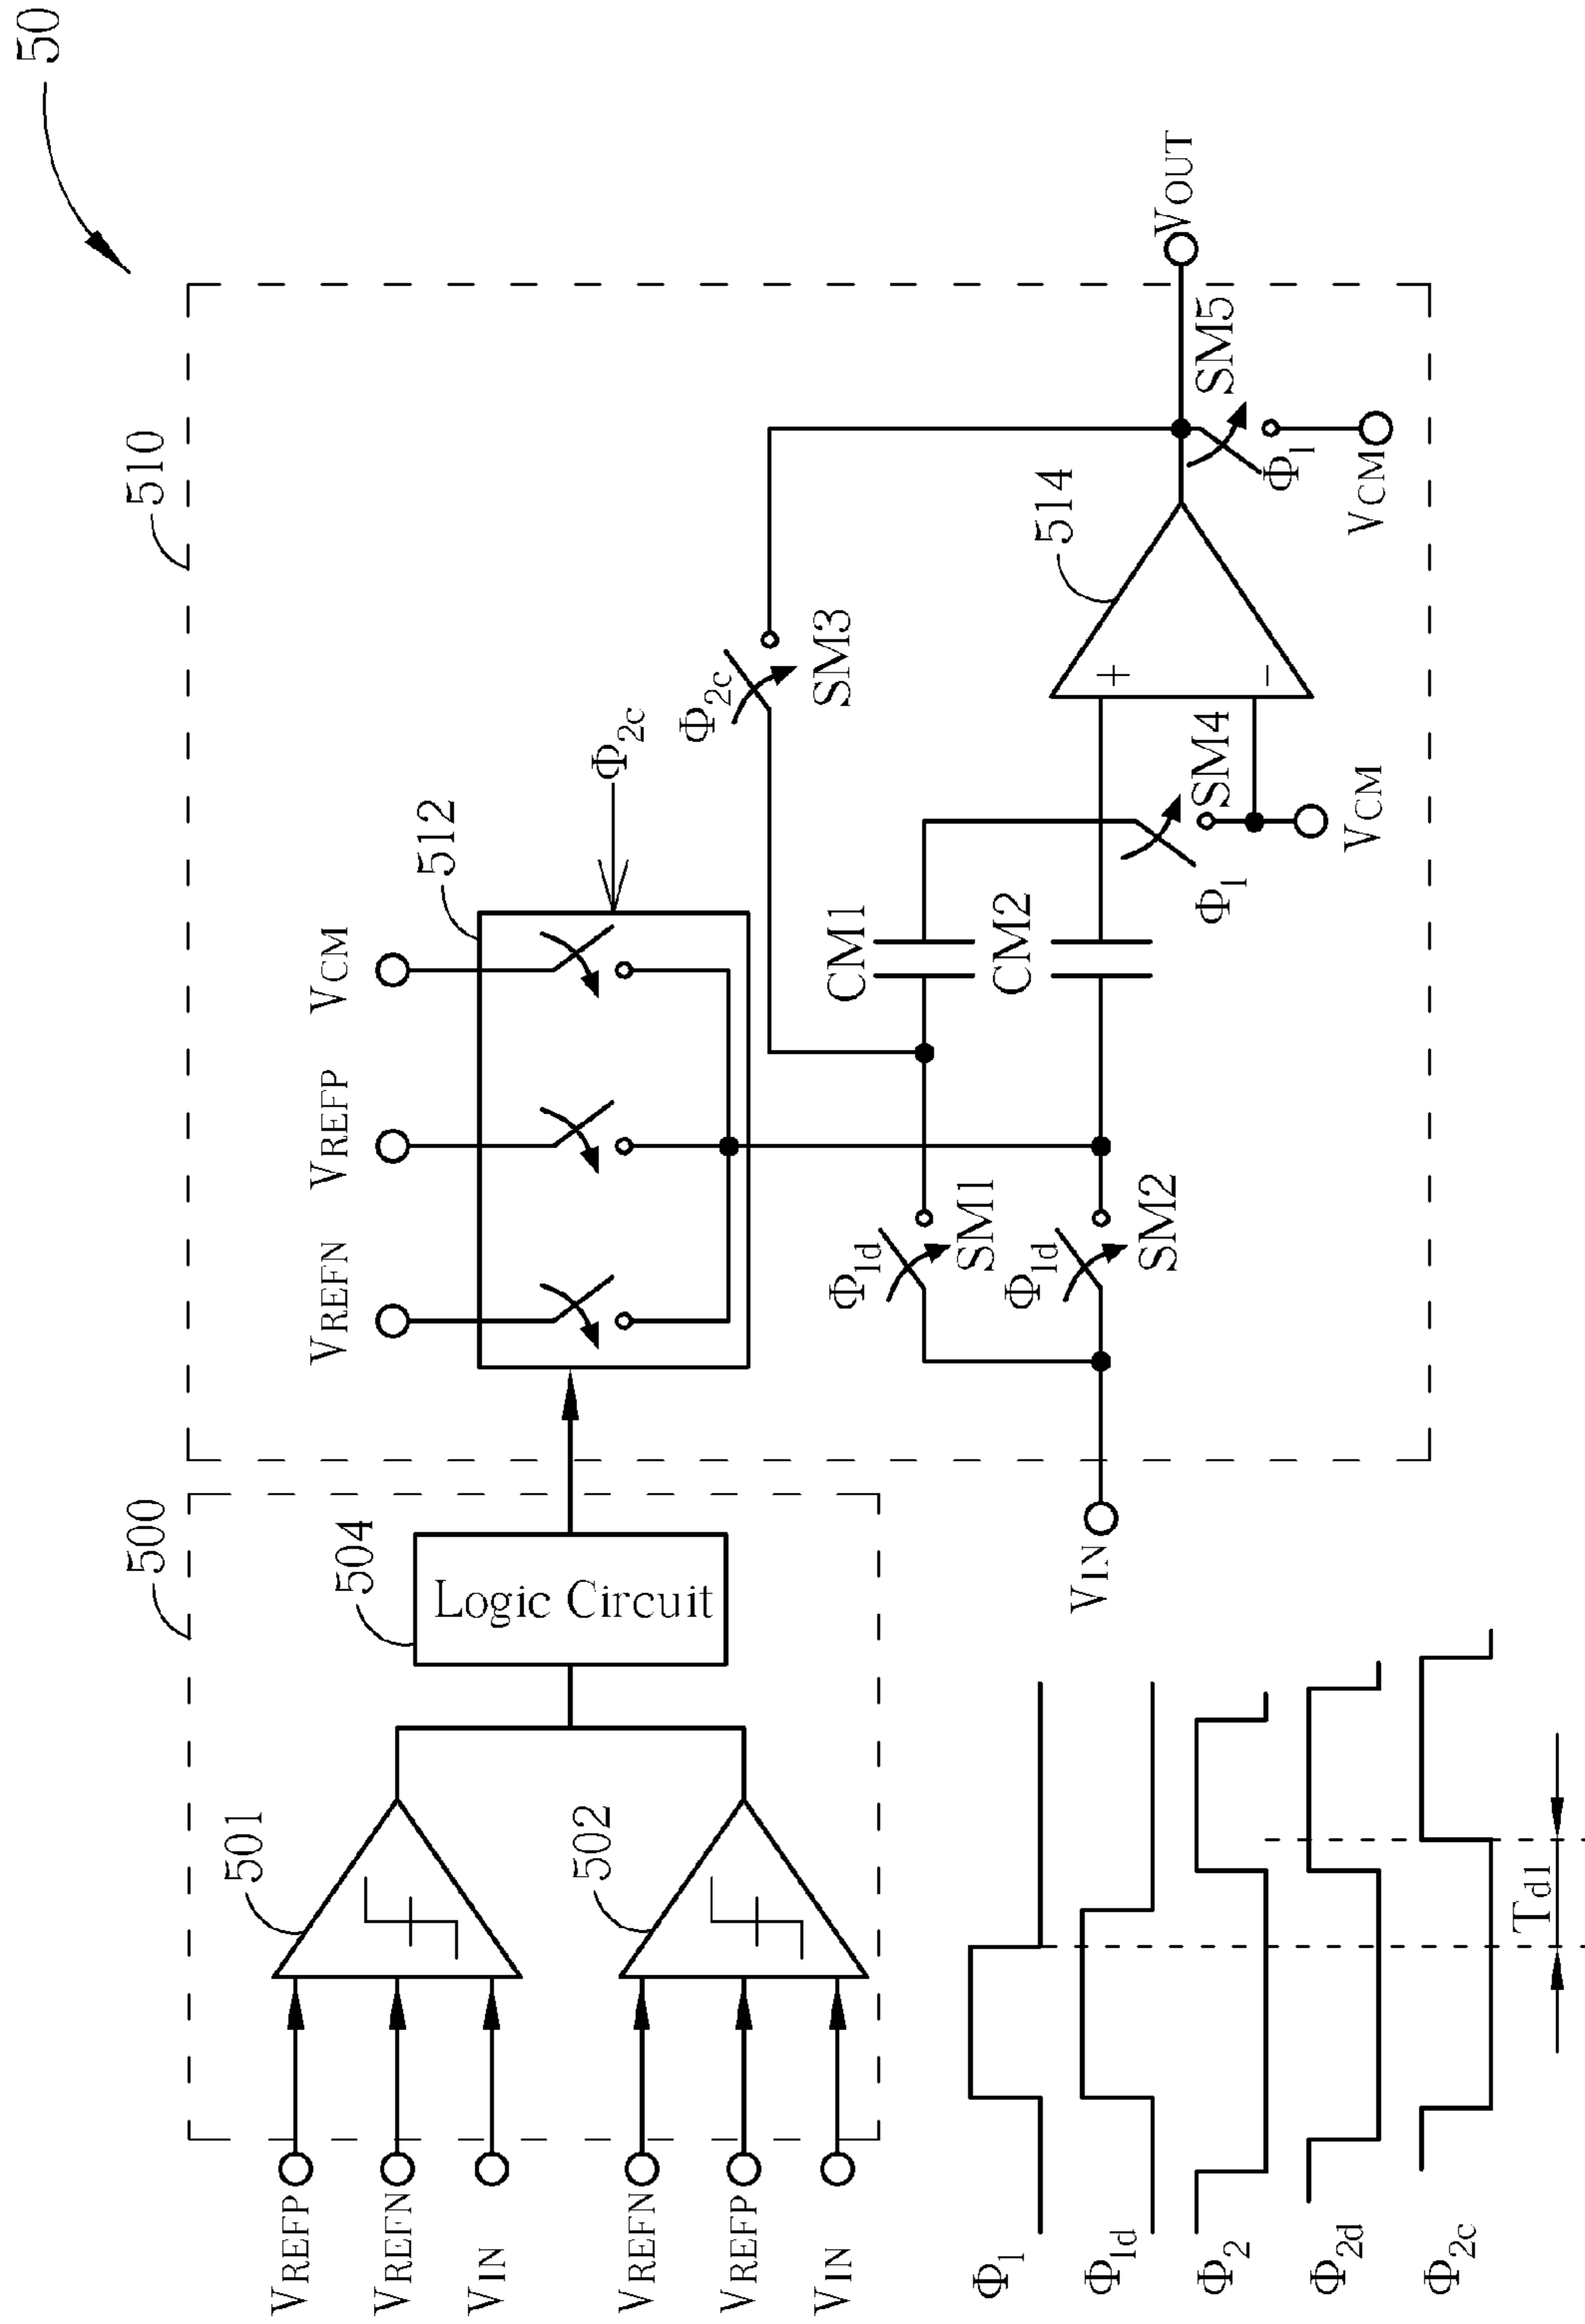 50
510
500
504
Logic Circuit
501
502
VREFP
VREFN
VIN
VREFN
VREFP
VIN
VREFN
VREFP
VCM
512
Φ2c
Φ2c
SM3
CM1
CM2
Φ1d
SM1
Φ1d
SM2
VIN
+
−
514
Φ1
SM4
VCM
VOUT
SM5
Φ1
VCM
Φ1
Φ1d
Φ2
Φ2d
Φ2c
Td1